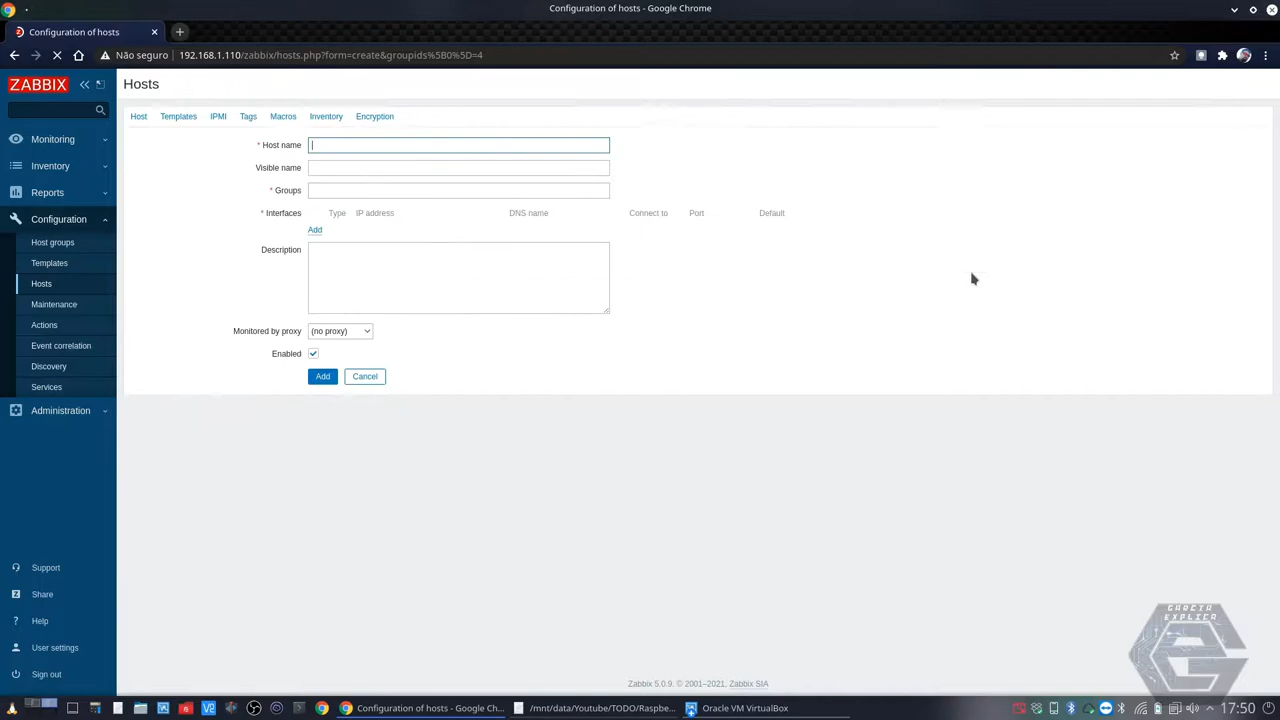 Configuration of hosts - Google Chrome
Configuration of hosts
Não seguro
192.168.1.110/zabbix/hosts.php?form=create&groupids%5B0%5D=4
ZABBIX
Hosts
Host Templates IPMI Tags Macros Inventory Encryption
Monitoring
Inventory
Reports
Configuration
Host groups
Templates
Hosts
Maintenance
Actions
Event correlation
Discovery
Services
Administration
Support
Share
Help
User settings
Sign out
* Host name
Visible name
* Groups
* Interfaces Type IP address DNS name Connect to Port Default
Add
Description
Monitored by proxy (no proxy)
Enabled
Add Cancel
GARCIA
EXPLICA
Zabbix 5.0.9. © 2001–2021, Zabbix SIA
Configuration of hosts - Google Ch...
/mnt/data/Youtube/TODO/Raspbe...
Oracle VM VirtualBox
17:50